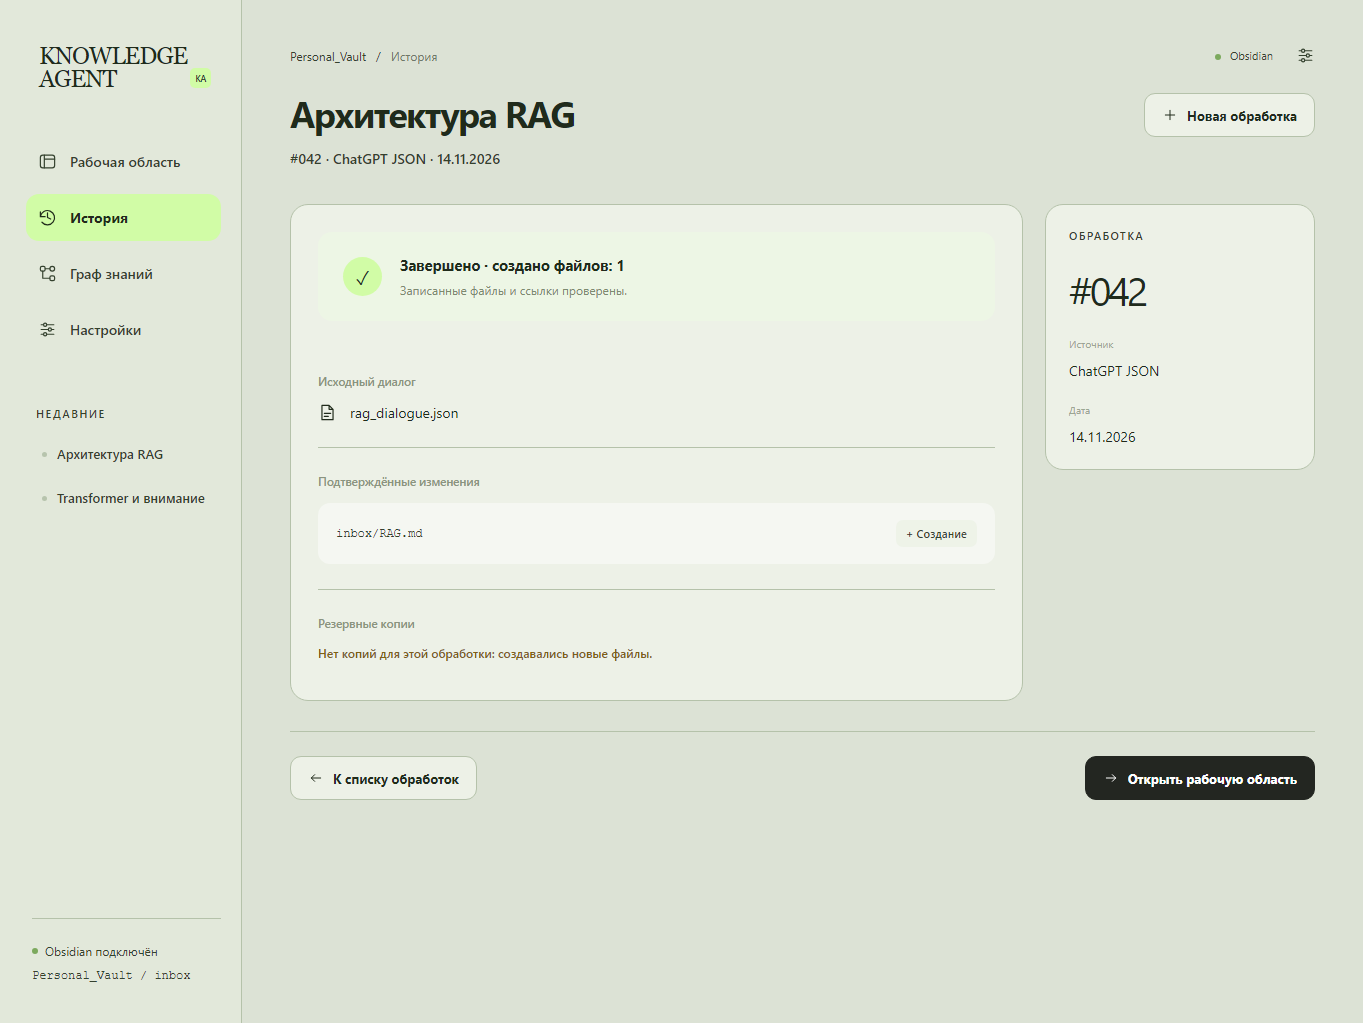 KNOWLEDGE
AGENT
KA
Рабочая область
История
Граф знаний
Настройки
НЕДАВНИЕ
Архитектура RAG
Transformer и внимание
Obsidian подключён
Personal_Vault / inbox
Personal_Vault / История
Obsidian
Архитектура RAG
+ Новая обработка
#042 · ChatGPT JSON · 14.11.2026
✓
Завершено · создано файлов: 1
Записанные файлы и ссылки проверены.
Исходный диалог
rag_dialogue.json
Подтверждённые изменения
inbox/RAG.md
+ Создание
Резервные копии
Нет копий для этой обработки: создавались новые файлы.
ОБРАБОТКА
#042
Источник
ChatGPT JSON
Дата
14.11.2026
← К списку обработок
→ Открыть рабочую область